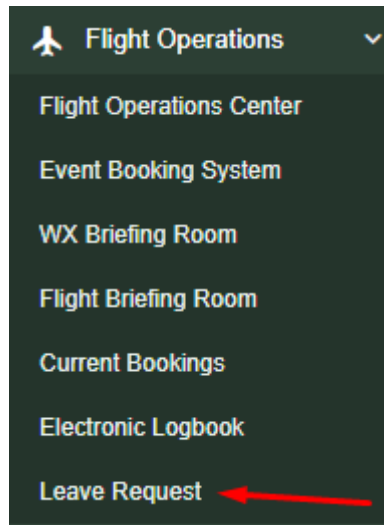 Flight Operations
Flight Operations Center
Event Booking System
WX Briefing Room
Flight Briefing Room
Current Bookings
Electronic Logbook
Leave Request